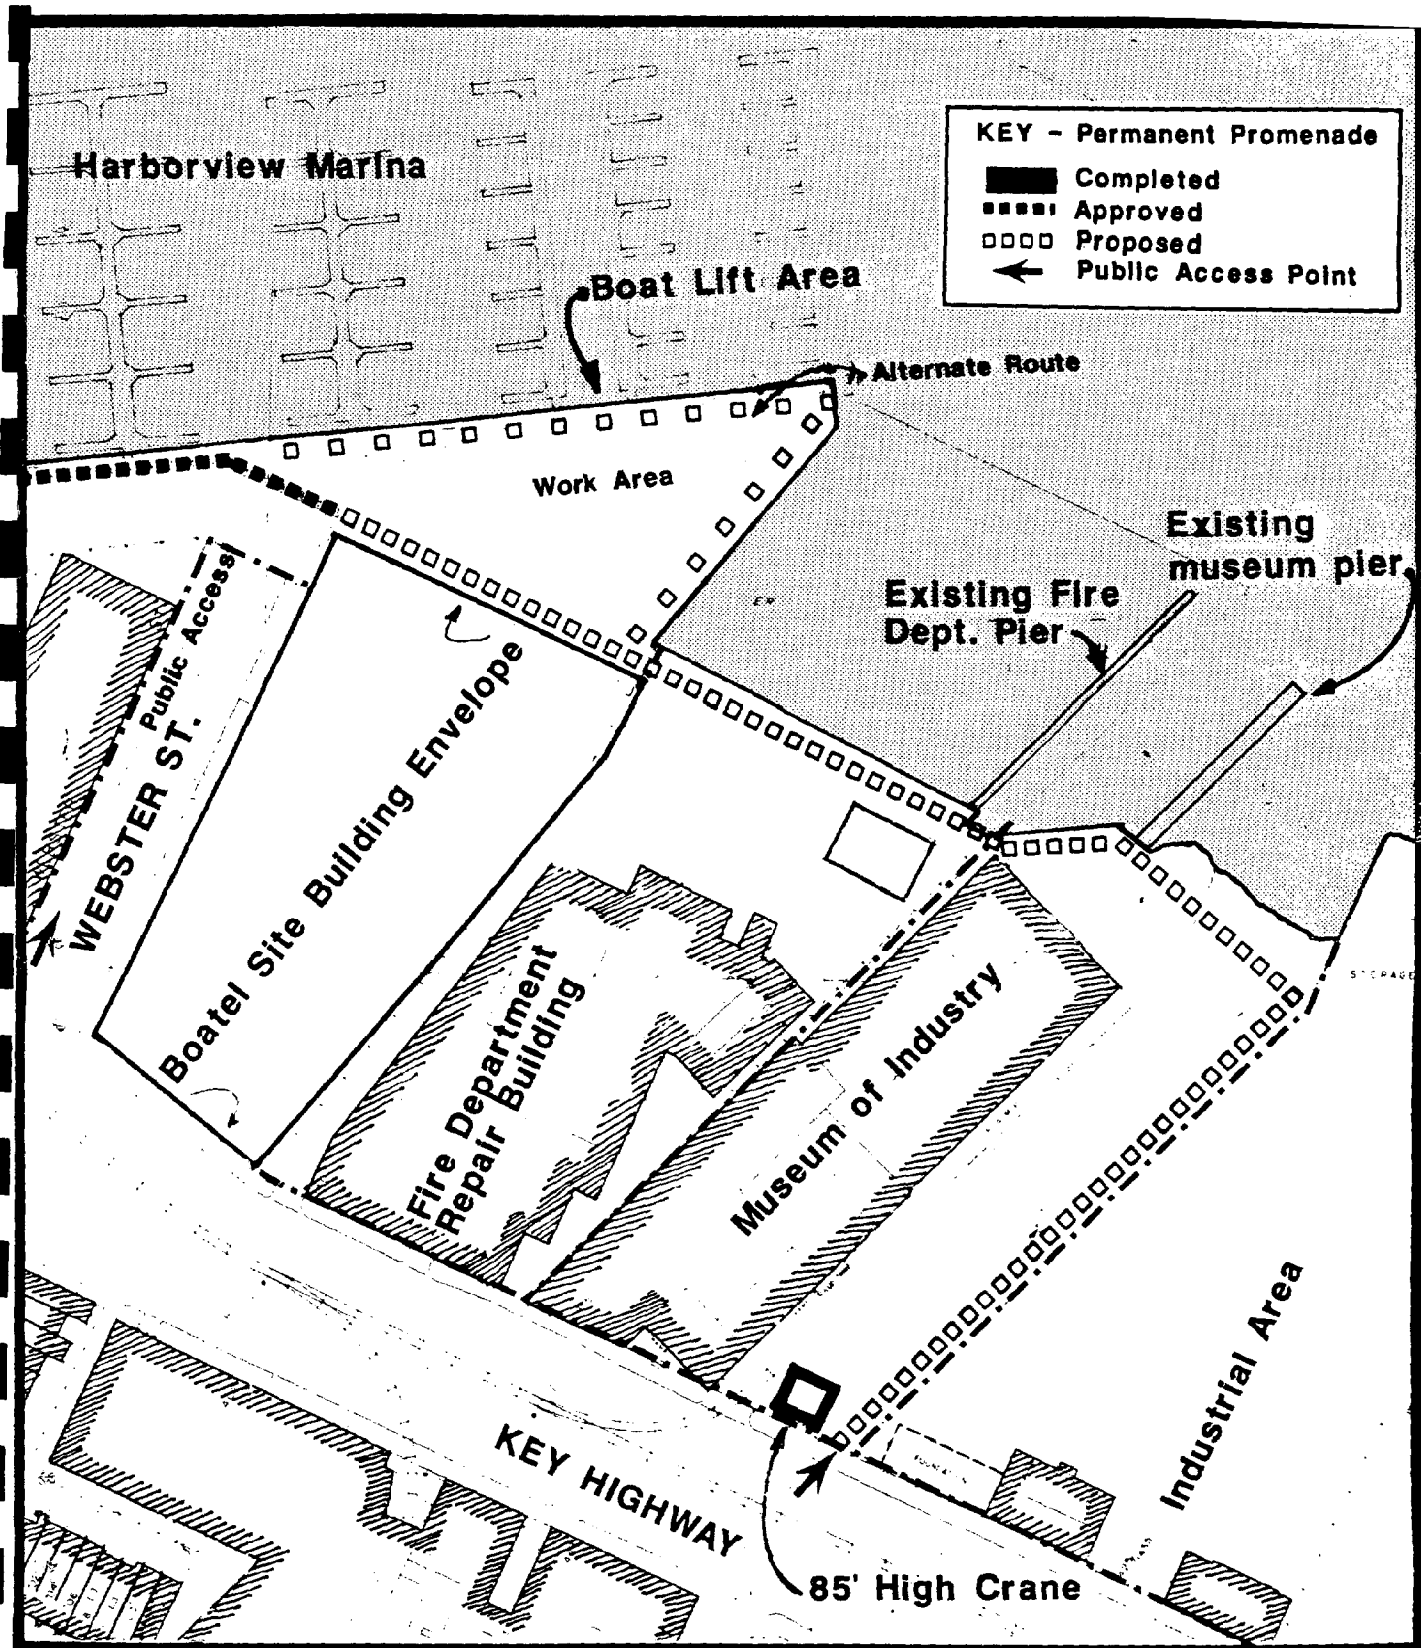 Harborview Marina
KEY - Permanent Promenade
Completed
Approved
Proposed
Public Access Point
Boat Lift Area
Alternate Route
Work Area
Existing
museum pier
Existing Fire
Dept. Pier
Public Access
WEBSTER ST.
Boatel Site Building Envelope
Fire Department
Repair Building
Museum of Industry
STORAGE
Industrial Area
KEY HIGHWAY
85' High Crane